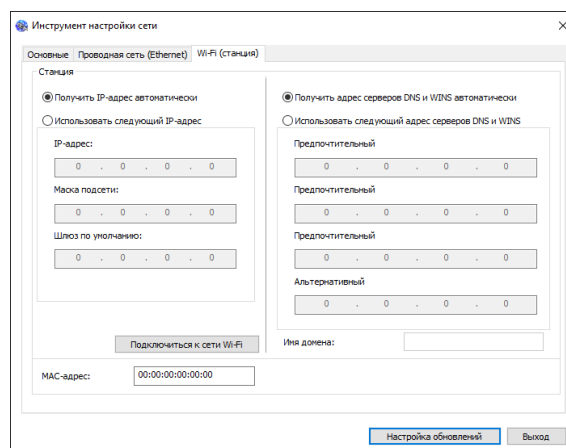 Инструмент настройки сети
Основные Проводная сеть (Ethernet) Wi-Fi (станция)
Станция
Получить IP-адрес автоматически
Использовать следующий IP-адрес
IP-адрес:
0 . 0 . 0 . 0
Маска подсети:
0 . 0 . 0 . 0
Шлюз по умолчанию:
0 . 0 . 0 . 0
Подключиться к сети Wi-Fi
Получить адрес серверов DNS и WINS автоматически
Использовать следующий адрес серверов DNS и WINS
Предпочтительный
0 . 0 . 0 . 0
Предпочтительный
0 . 0 . 0 . 0
Предпочтительный
0 . 0 . 0 . 0
Альтернативный
0 . 0 . 0 . 0
Имя домена:
MAC-адрес: 00:00:00:00:00:00
Настройка обновлений Выход